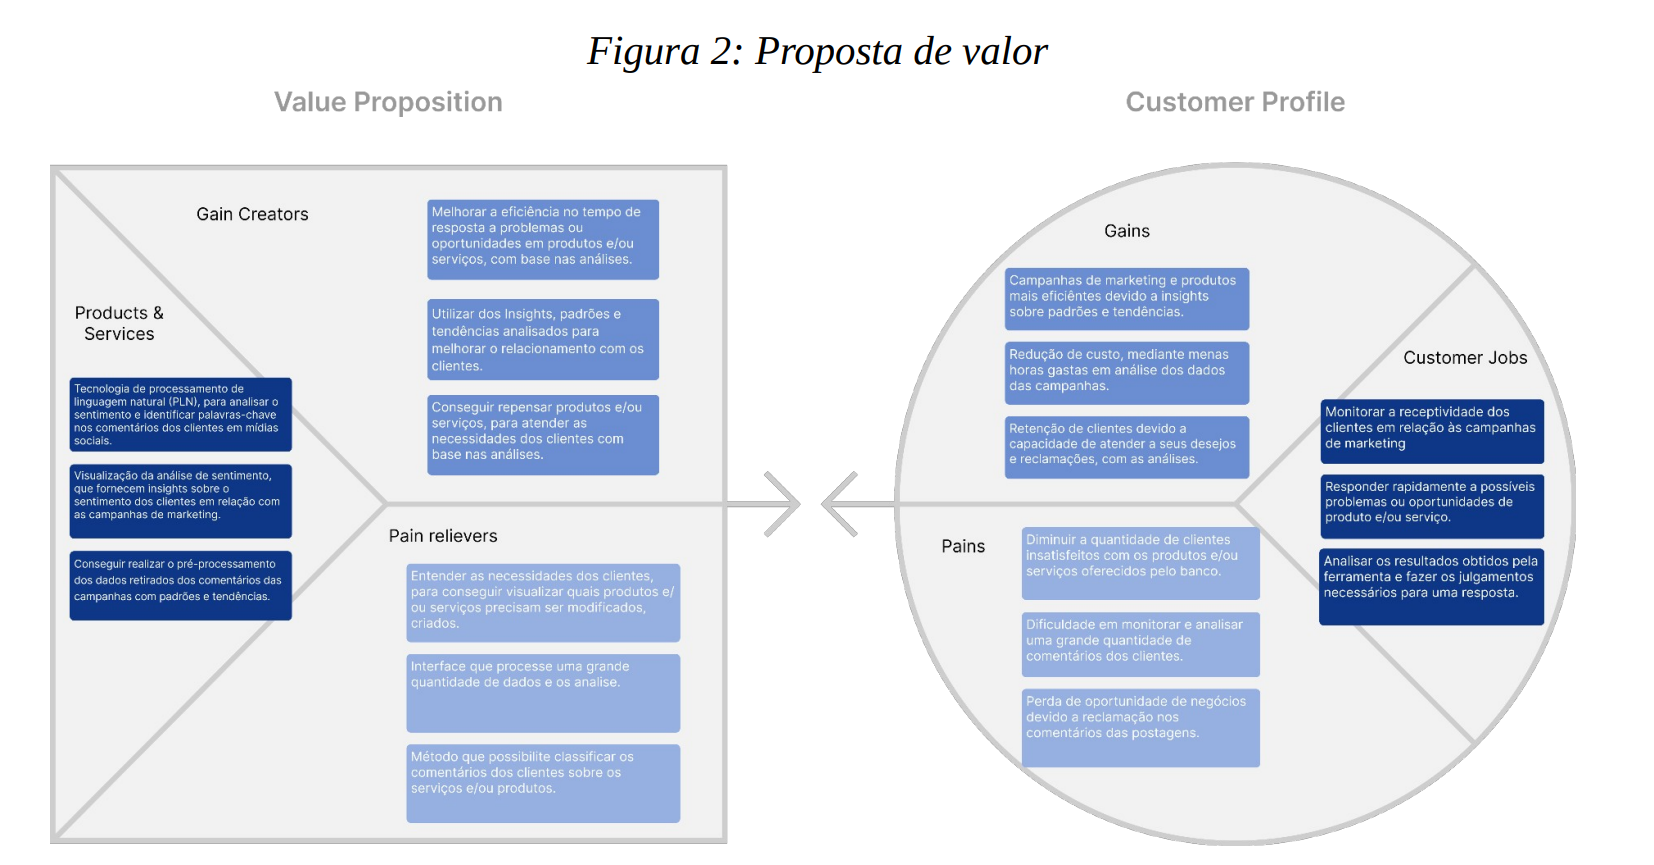 Figura 2: Proposta de valor
Value Proposition
Customer Profile
Gain Creators
Melhorar a eficiência no tempo de
resposta a problemas ou
oportunidades em produtos e/ou
serviços, com base nas análises.
Utilizar dos Insights, padrões e
tendências analisados para
melhorar o relacionamento com os
clientes.
Conseguir repensar produtos e/ou
serviços, para atender as
necessidades dos clientes com
base nas análises.
Products &
Services
Tecnologia de processamento de
linguagem natural (PLN), para analisar o
sentimento e identificar palavras-chave
nos comentários dos clientes em mídias
sociais.
Visualização da análise de sentimento,
que fornecem insights sobre o
sentimento dos clientes em relação com
as campanhas de marketing.
Conseguir realizar o pré-processamento
dos dados retirados dos comentários das
campanhas com padrões e tendências.
Pain relievers
Entender as necessidades dos clientes,
para conseguir visualizar quais produtos e/
ou serviços precisam ser modificados,
criados.
Interface que processe uma grande
quantidade de dados e os analise.
Método que possibilite classificar os
comentários dos clientes sobre os
serviços e/ou produtos.
Gains
Campanhas de marketing e produtos
mais eficiêntes devido a insights
sobre padrões e tendências.
Redução de custo, mediante menas
horas gastas em análise dos dados
das campanhas.
Retenção de clientes devido a
capacidade de atender a seus desejos
e reclamações, com as análises.
Customer Jobs
Monitorar a receptividade dos
clientes em relação às campanhas
de marketing
Responder rapidamente a possíveis
problemas ou oportunidades de
produto e/ou serviço.
Analisar os resultados obtidos pela
ferramenta e fazer os julgamentos
necessários para uma resposta.
Pains
Diminuir a quantidade de clientes
insatisfeitos com os produtos e/ou
serviços oferecidos pelo banco.
Dificuldade em monitorar e analisar
uma grande quantidade de
comentários dos clientes.
Perda de oportunidade de negócios
devido a reclamação nos
comentários das postagens.